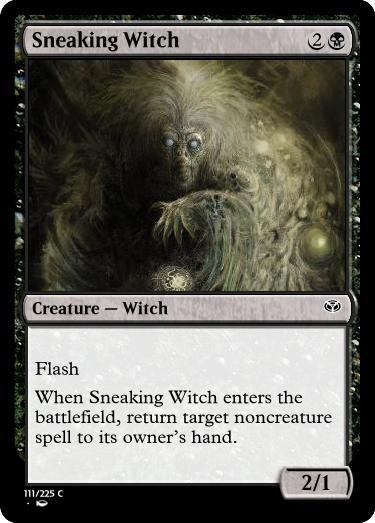 Sneaking Witch 2
Creature — Witch
Flash
When Sneaking Witch enters the
battlefield, return target noncreature
spell to its owner's hand.
2/1
111/225 C